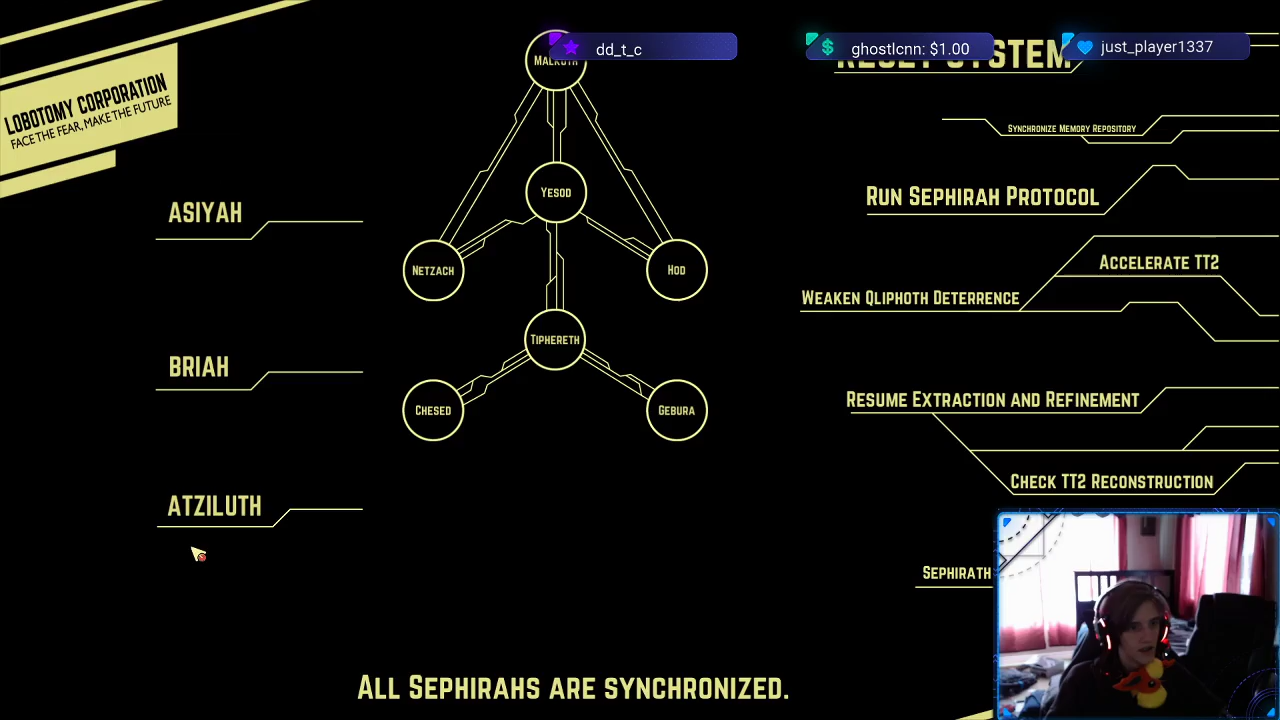 dd_t_c
ghostlcnn: $1.00
just_player1337
MALKUTH
RESET SYSTEM
LOBOTOMY CORPORATION
FACE THE FEAR, MAKE THE FUTURE
SYNCHRONIZE MEMORY REPOSITORY
YESOD
RUN SEPHIRAH PROTOCOL
ASIYAH
NETZACH
HOD
ACCELERATE TT2
WEAKEN QLIPHOTH DETERRENCE
TIPHERETH
BRIAH
CHESED
GEBURA
RESUME EXTRACTION AND REFINEMENT
CHECK TT2 RECONSTRUCTION
ATZILUTH
SEPHIRATH
ALL SEPHIRAHS ARE SYNCHRONIZED.